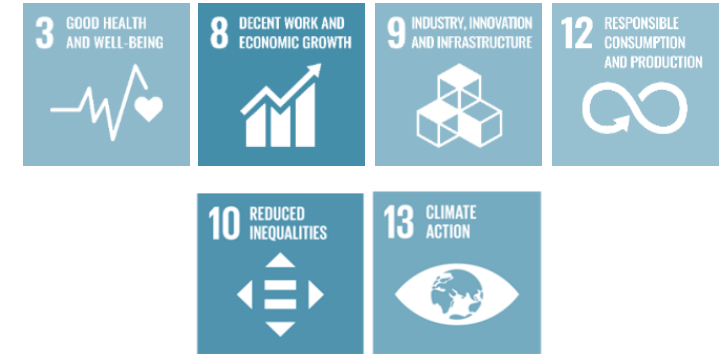 3 GOOD HEALTH
AND WELL-BEING
8 DECENT WORK AND
ECONOMIC GROWTH
9 INDUSTRY, INNOVATION
AND INFRASTRUCTURE
12 RESPONSIBLE
CONSUMPTION
AND PRODUCTION
10 REDUCED
INEQUALITIES
13 CLIMATE
ACTION